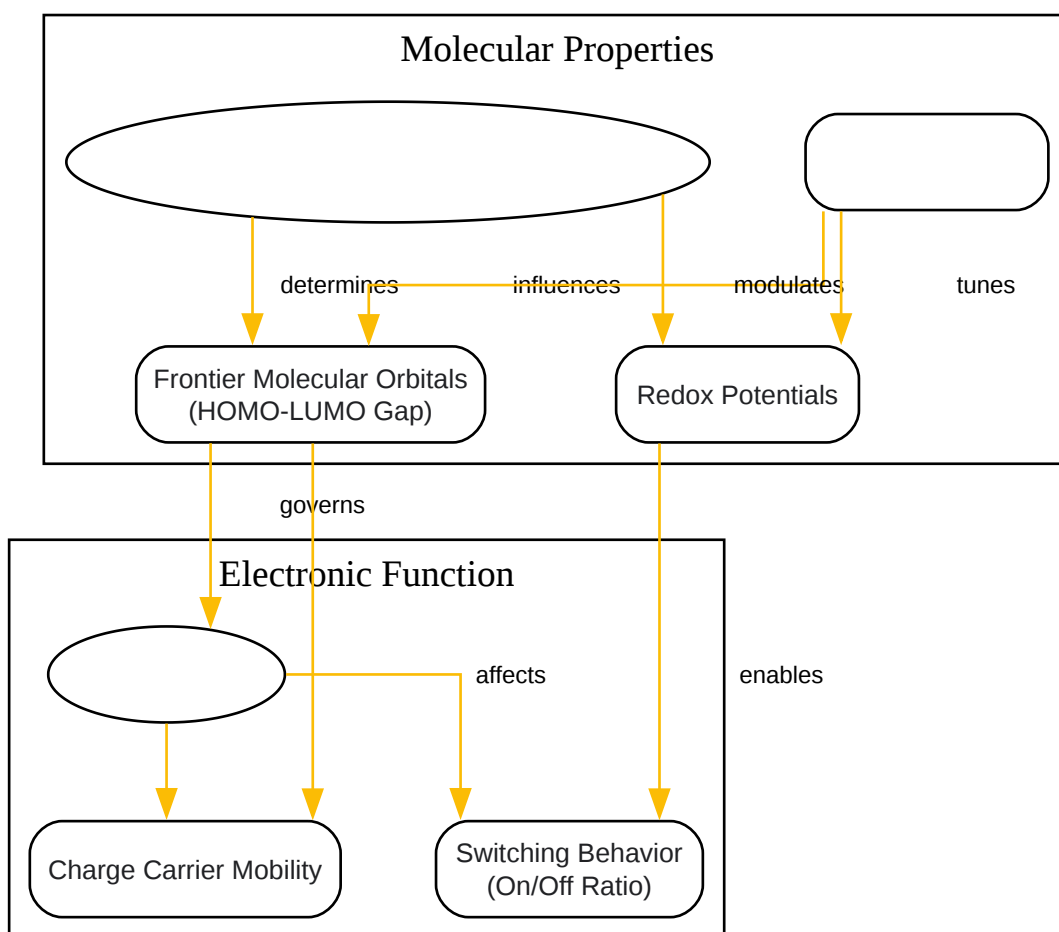 Molecular Properties
determines
influences
modulates
tunes
Frontier Molecular Orbitals
(HOMO-LUMO Gap)
Redox Potentials
governs
Electronic Function
affects
enables
Charge Carrier Mobility
Switching Behavior
(On/Off Ratio)